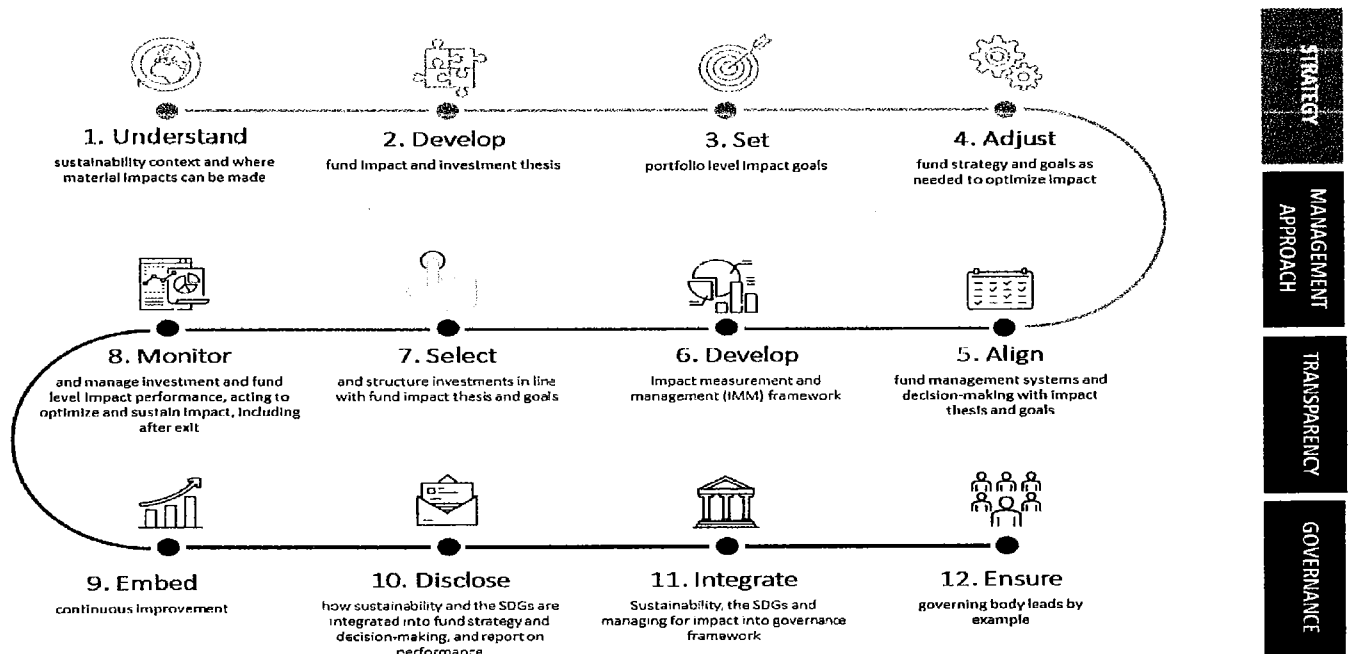 1. Understand
sustainability context and where
material impacts can be made
2. Develop
fund impact and investment thesis
3. Set
portfolio level impact goals
4. Adjust
fund strategy and goals as
needed to optimize impact
8. Monitor
and manage investment and fund
level impact performance, acting to
optimize and sustain impact, including
after exit
7. Select
and structure investments in line
with fund impact thesis and goals
6. Develop
impact measurement and
management (IMM) framework
5. Align
fund management systems and
decision-making with impact
thesis and goals
9. Embed
continuous improvement
10. Disclose
how sustainability and the SDGs are
integrated into fund strategy and
decision-making, and report on
performance
11. Integrate
Sustainability, the SDGs and
managing for impact into governance
framework
12. Ensure
governing body leads by
example
STRATEGY
MANAGEMENT
APPROACH
TRANSPARENCY
GOVERNANCE